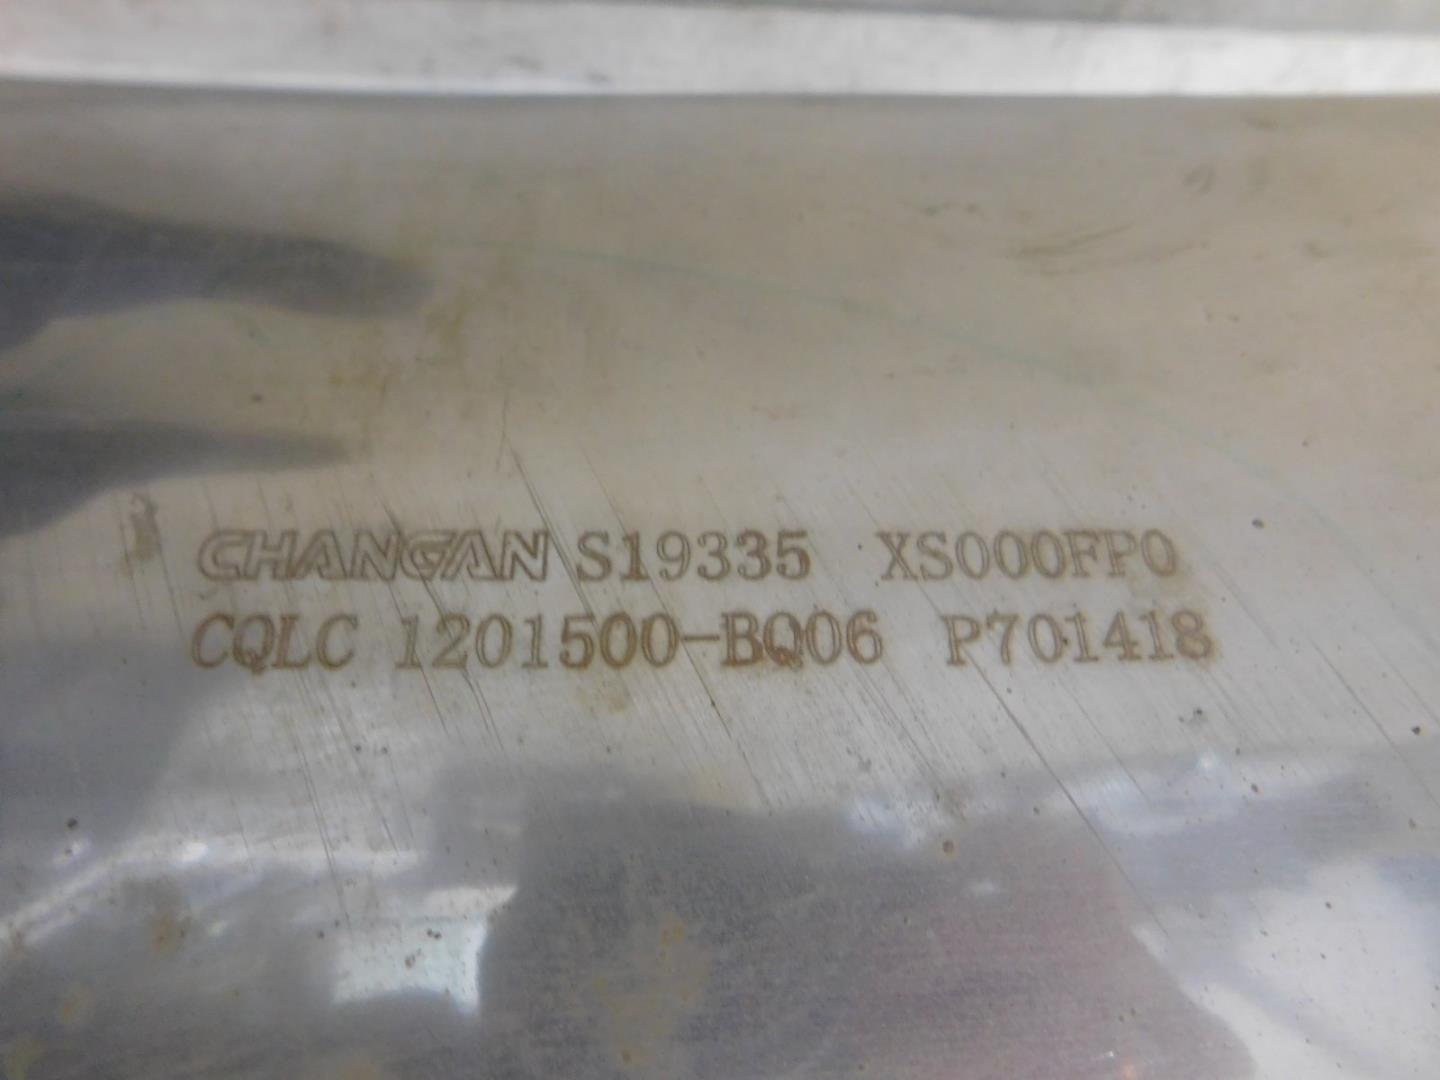 CHANGAN S19335 XS000FP0
CQLC 1201500-BQ06 P701418